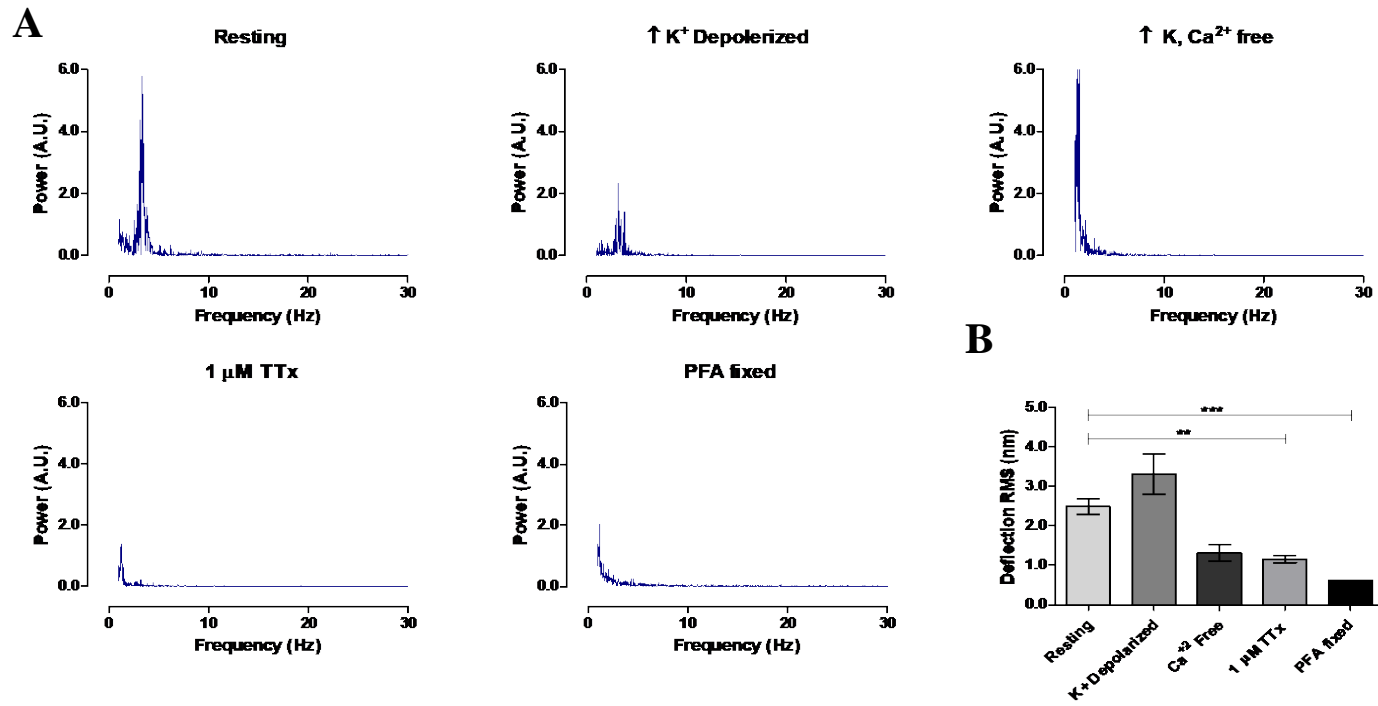 A
Resting
↑ K+ Depolerized
↑ K, Ca2+ free
6.0
4.0
2.0
0.0
Power (A.U.)
0 10 20 30
Frequency (Hz)
6.0
4.0
2.0
0.0
Power (A.U.)
0 10 20 30
Frequency (Hz)
6.0
4.0
2.0
0.0
Power (A.U.)
0 10 20 30
Frequency (Hz)
1 µM TTx
PFA fixed
6.0
4.0
2.0
0.0
Power (A.U.)
0 10 20 30
Frequency (Hz)
6.0
4.0
2.0
0.0
Power (A.U.)
0 10 20 30
Frequency (Hz)
B
5.0
4.0
3.0
2.0
1.0
0.0
Deflection RMS (nm)
***
**
Resting
K+Depolarized
Ca+2 Free
1 µM TTx
PFA fixed